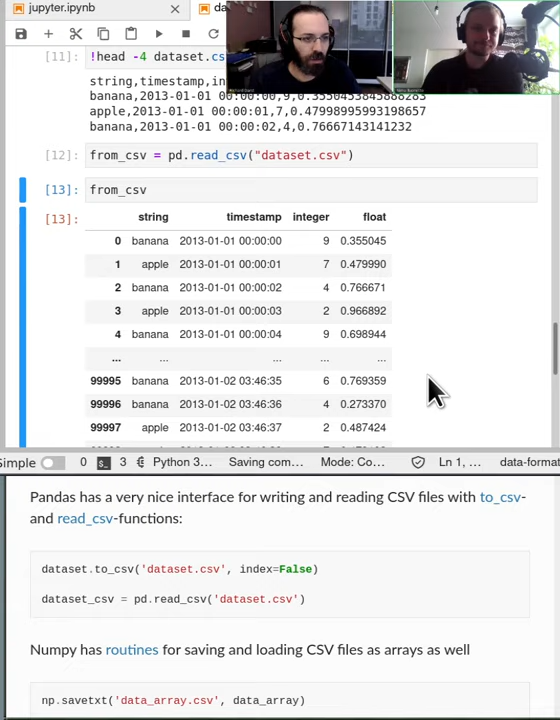 jupyter.ipynb
da
[11]: !head -4 dataset.cs
string,timestamp,in
banana,2013-01-01 00:00:00,9,0.3550453845888283
apple,2013-01-01 00:00:01,7,0.47998995993198657
banana,2013-01-01 00:00:02,4,0.76667143141232
[12]: from_csv = pd.read_csv("dataset.csv")
[13]: from_csv
[13]: string timestamp integer float
0 banana 2013-01-01 00:00:00 9 0.355045
1 apple 2013-01-01 00:00:01 7 0.479990
2 banana 2013-01-01 00:00:02 4 0.766671
3 apple 2013-01-01 00:00:03 2 0.966892
4 banana 2013-01-01 00:00:04 9 0.698944
... ... ... ... ...
99995 banana 2013-01-02 03:46:35 6 0.769359
99996 banana 2013-01-02 03:46:36 4 0.273370
99997 apple 2013-01-02 03:46:37 2 0.487424
Simple 0 3 Python 3... Saving com... Mode: Co... Ln 1, ... data-format
Pandas has a very nice interface for writing and reading CSV files with to_csv-
and read_csv-functions:
dataset.to_csv('dataset.csv', index=False)
dataset_csv = pd.read_csv('dataset.csv')
Numpy has routines for saving and loading CSV files as arrays as well
np.savetxt('data_array.csv', data_array)